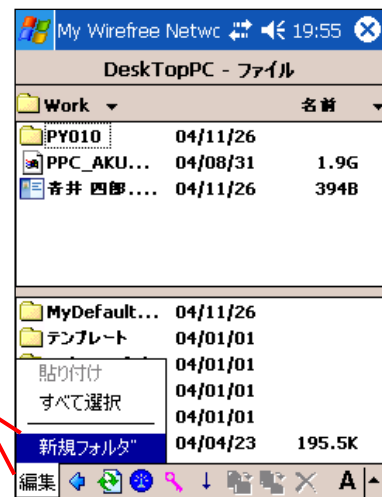 My Wirefree Netwc 19:55
DeskTopPC - ファイル
Work 名前
PY010 04/11/26
PPC_AKU... 04/08/31 1.9G
青井 四郎.... 04/11/26 394B
MyDefault... 04/11/26
テンプレート 04/01/01
04/01/01
貼り付け
04/01/01
すべて選択
04/01/01
新規フォルダ 04/04/23 195.5K
編集 A